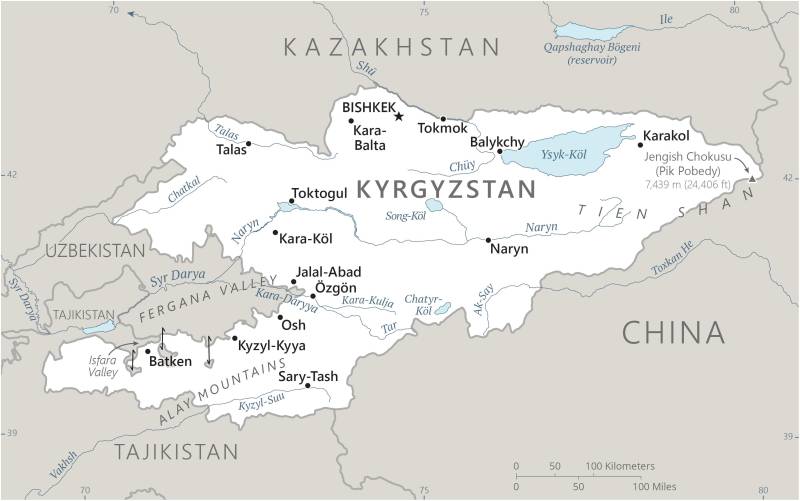 70
75
80
KAZAKHSTAN
Ile
Qapshaghay Bögeni
(reservoir)
Shū
BISHKEK
Kara-
Balta
Tokmok
Talas
Talas
Balykchy
Karakol
Ysyk-Köl
Jengish Chokusu
(Pik Pobedy)
7,439 m (24,406 ft)
42
42
Chüy
Chatkal
KYRGYZSTAN
Toktogul
Song-Köl
TIEN SHAN
Naryn
Naryn
Naryn
Kara-Köl
UZBEKISTAN
Toxkan He
Syr Darya
Syr Darya
Jalal-Abad
FERGANA VALLEY
Özgön
Kara-Daryya
Kara-Kulja
Chatyr-
Köl
Ak-Say
TAJIKISTAN
Osh
Tar
CHINA
Isfara
Valley
Batken
Kyzyl-Kyya
Sary-Tash
ALAY MOUNTAINS
Kyzyl-Suu
39
39
TAJIKISTAN
Vakhsh
0 50 100 Kilometers
0 50 100 Miles
70
75
80